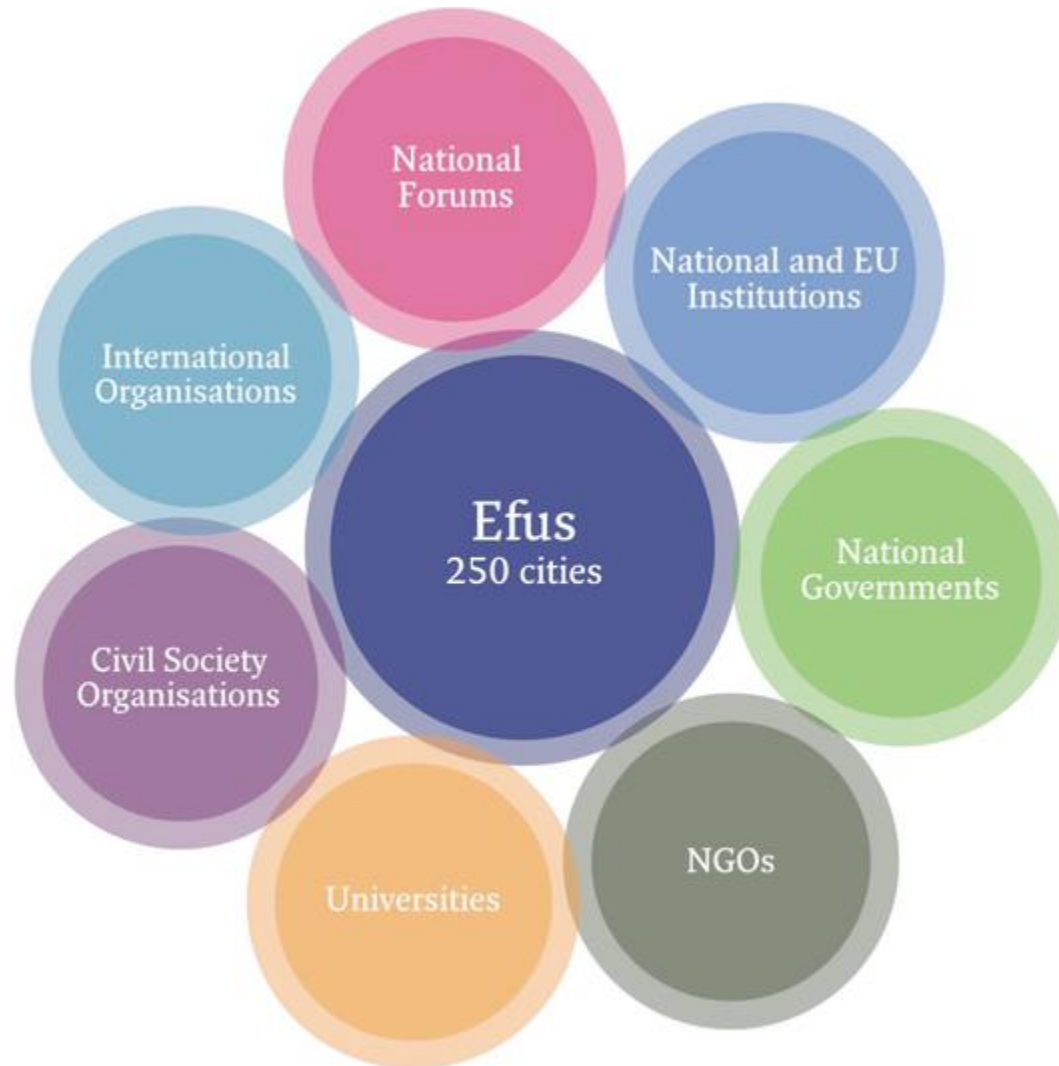 National
Forums
National and EU
Institutions
International
Organisations
Efus
250 cities
National
Governments
Civil Society
Organisations
NGOs
Universities